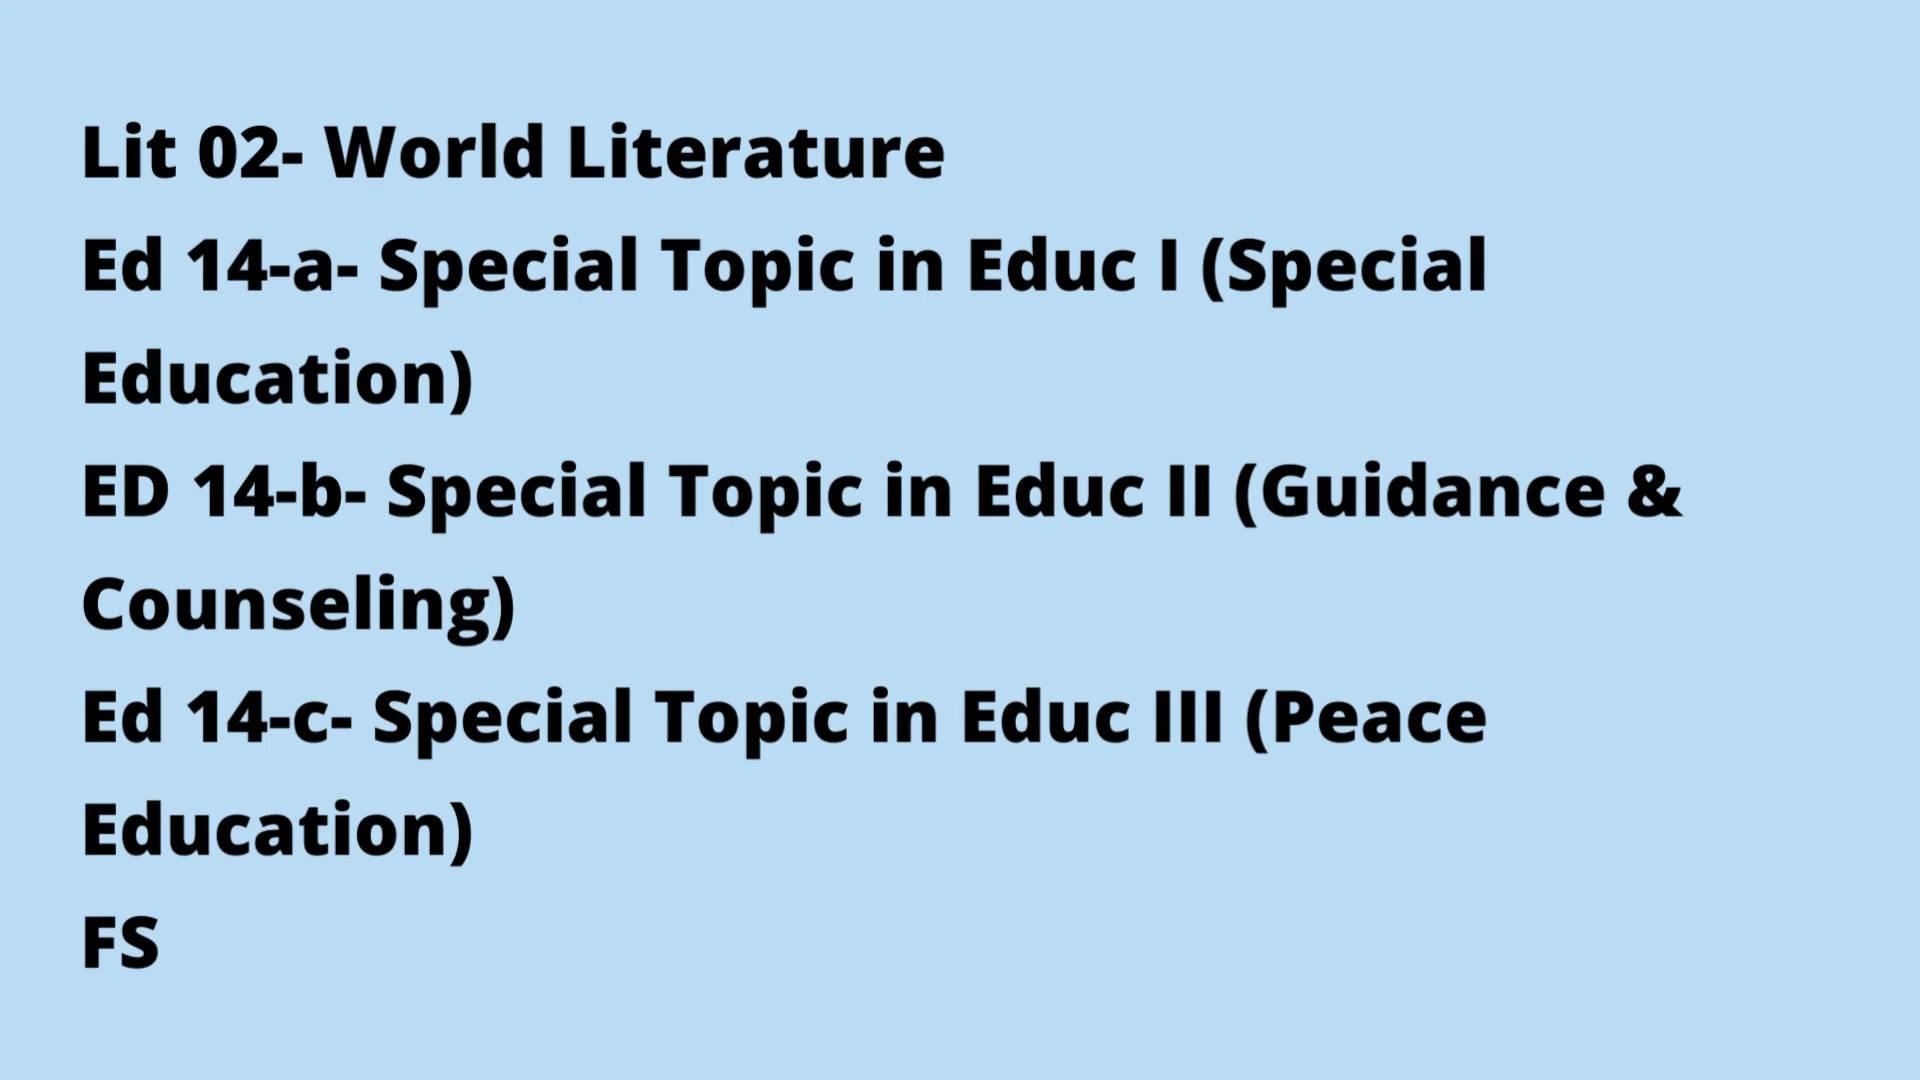 Lit 02- World Literature
Ed 14-a- Special Topic in Educ I (Special
Education)
ED 14-b- Special Topic in Educ II (Guidance &
Counseling)
Ed 14-c- Special Topic in Educ III (Peace
Education)
FS